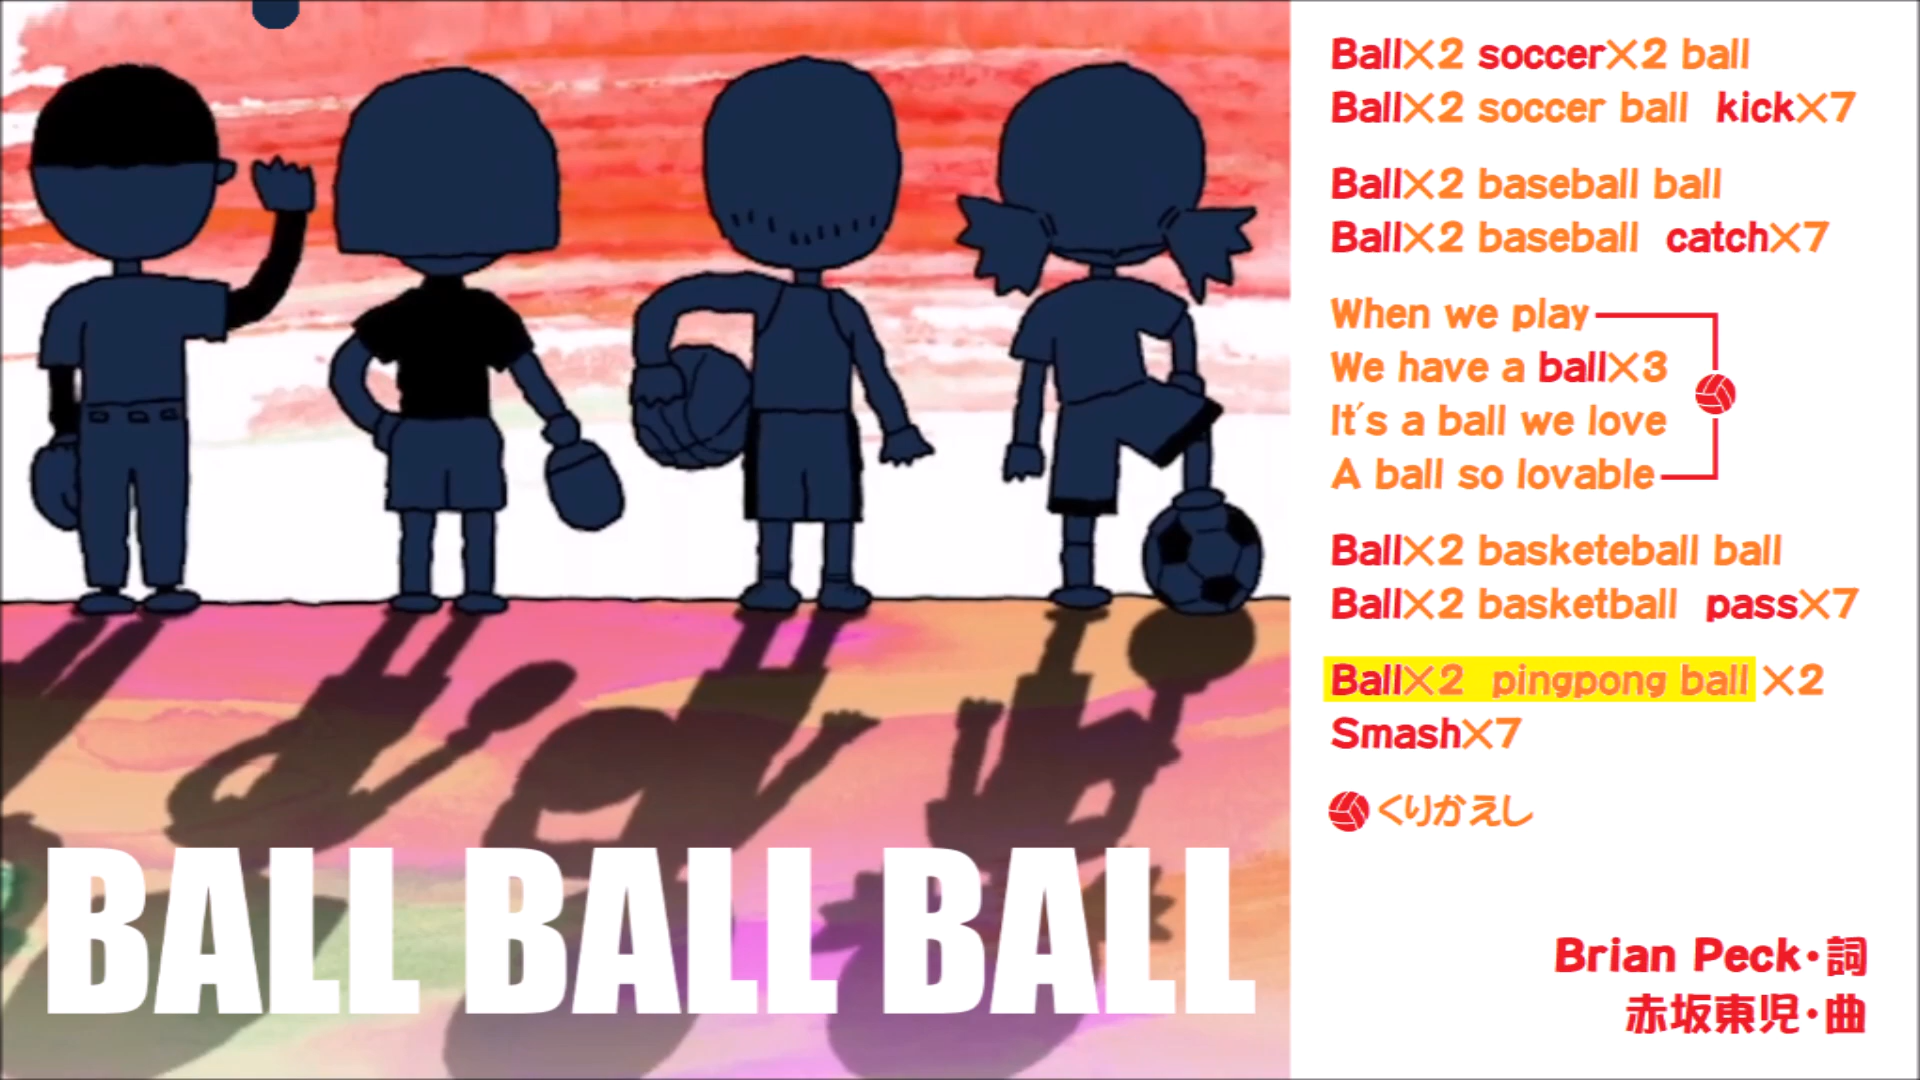 BALL BALL BALL
Ball×2 soccer×2 ball
Ball×2 soccer ball kick×7
Ball×2 baseball ball
Ball×2 baseball catch×7
When we play
We have a ball×3
It's a ball we love
A ball so lovable
Ball×2 basketeball ball
Ball×2 basketball pass×7
Ball×2 pingpong ball ×2
Smash×7
くりかえし
Brian Peck・詞
赤坂東児・曲